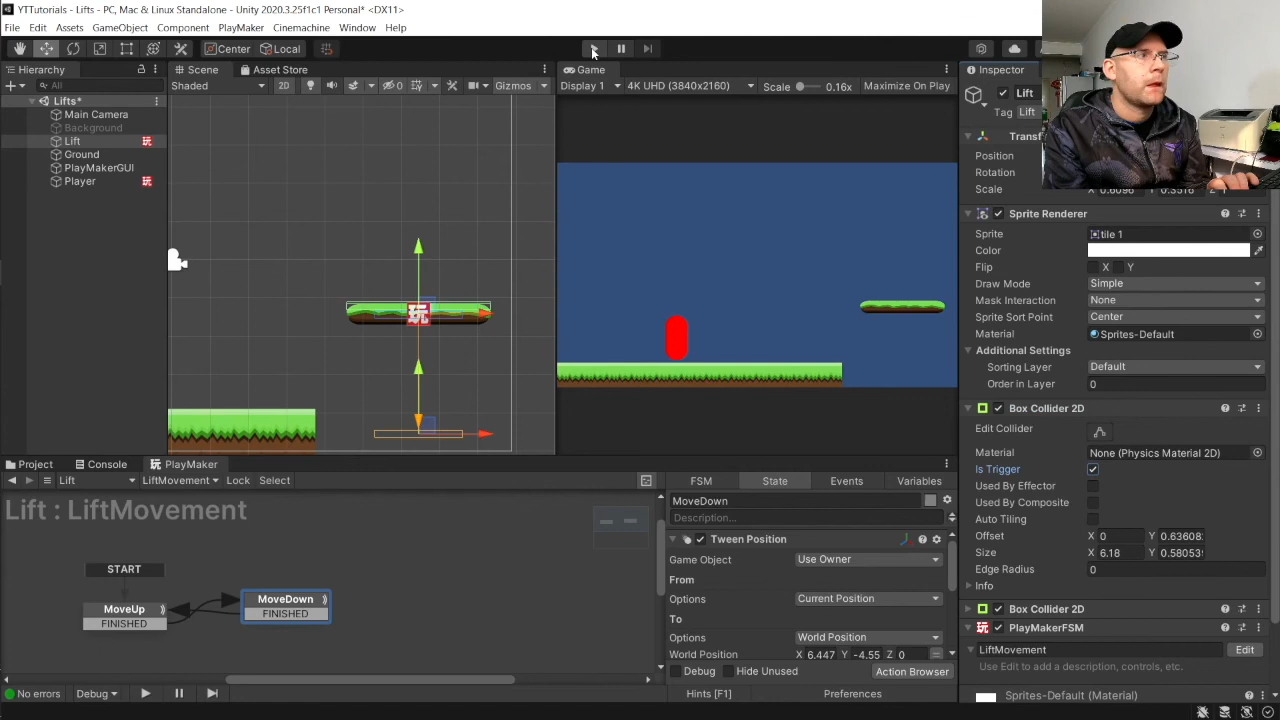 YTTutorials - Lifts - PC, Mac & Linux Standalone - Unity 2020.3.25f1c1 Personal* <DX11>
File Edit Assets GameObject Component PlayMaker Cinemachine Window Help
Center Local
Hierarchy
All
Lifts*
Main Camera
Background
Lift 玩
Ground
PlayMakerGUI
Player 玩
Scene Asset Store
Shaded 2D 0 Gizmos
玩
Game
Display 1 4K UHD (3840x2160) Scale 0.16x Maximize On Play
Inspector
Lift
Tag Lift
Transf
Position
Rotation
Scale
Sprite Renderer
Sprite tile 1
Color
Flip X Y
Draw Mode Simple
Mask Interaction None
Sprite Sort Point Center
Material Sprites-Default
Additional Settings
Sorting Layer Default
Order in Layer 0
Box Collider 2D
Edit Collider
Material None (Physics Material 2D)
Is Trigger
Used By Effector
Used By Composite
Auto Tiling
Offset X 0 Y 0.636082
Size X 6.18 Y 0.58053
Edge Radius 0
Info
Box Collider 2D
玩 PlayMakerFSM
LiftMovement Edit
Use Edit to add a description, controls, etc.
Sprites-Default (Material)
Project Console 玩 PlayMaker
Lift LiftMovement Lock Select
Lift : LiftMovement
START
MoveUp
FINISHED
MoveDown
FINISHED
FSM State Events Variables
MoveDown
Description...
Tween Position
Game Object Use Owner
From
Options Current Position
To
Options World Position
World Position X 6.447 Y -4.55 Z 0
Debug Hide Unused Action Browser
No errors Debug
Hints [F1] Preferences